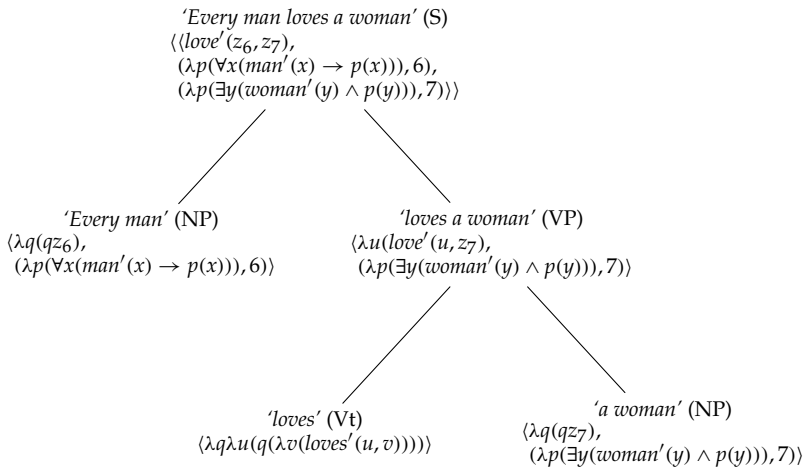 ‘Every man loves a woman’ (S)
⟨⟨love′(z₆, z₇),
(λp(∀x(man′(x) → p(x))), 6),
(λp(∃y(woman′(y) ∧ p(y))), 7)⟩⟩
‘Every man’ (NP)
⟨λq(qz₆),
(λp(∀x(man′(x) → p(x))), 6)⟩
‘loves a woman’ (VP)
⟨λu(love′(u, z₇),
(λp(∃y(woman′(y) ∧ p(y))), 7)⟩
‘loves’ (Vt)
⟨λqλu(q(λv(loves′(u, v))))⟩
‘a woman’ (NP)
⟨λq(qz₇),
(λp(∃y(woman′(y) ∧ p(y))), 7)⟩